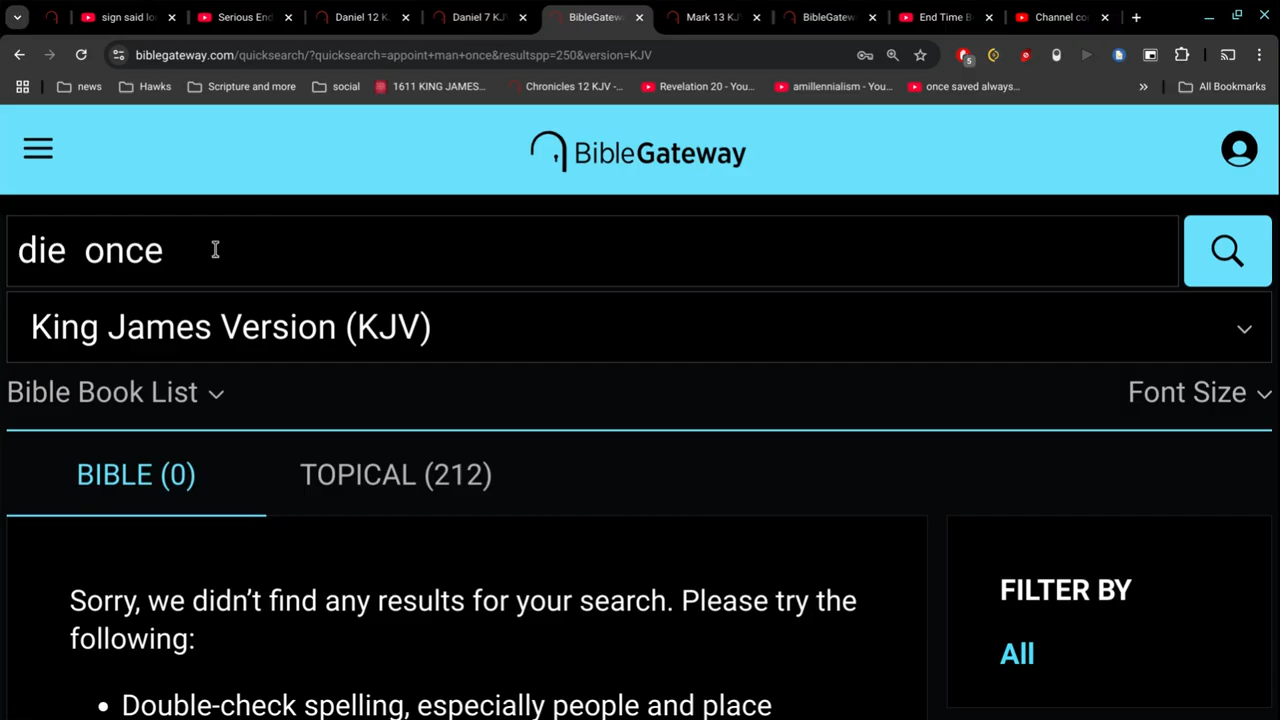 sign said lo
Serious End
Daniel 12 K
Daniel 7 KJ
BibleGatew
Mark 13 KJ
BibleGatew
End Time B
Channel co
biblegateway.com/quicksearch/?quicksearch=appoint+man+once&resultspp=250&version=KJV
5
news
Hawks
Scripture and more
social
1611 KING JAMES...
Chronicles 12 KJV -...
Revelation 20 - You...
amillennialism - You...
once saved always...
»
All Bookmarks
BibleGateway
die once
King James Version (KJV)
Bible Book List
Font Size
BIBLE (0)
TOPICAL (212)
Sorry, we didn't find any results for your search. Please try the
following:
• Double-check spelling, especially people and place
FILTER BY
All